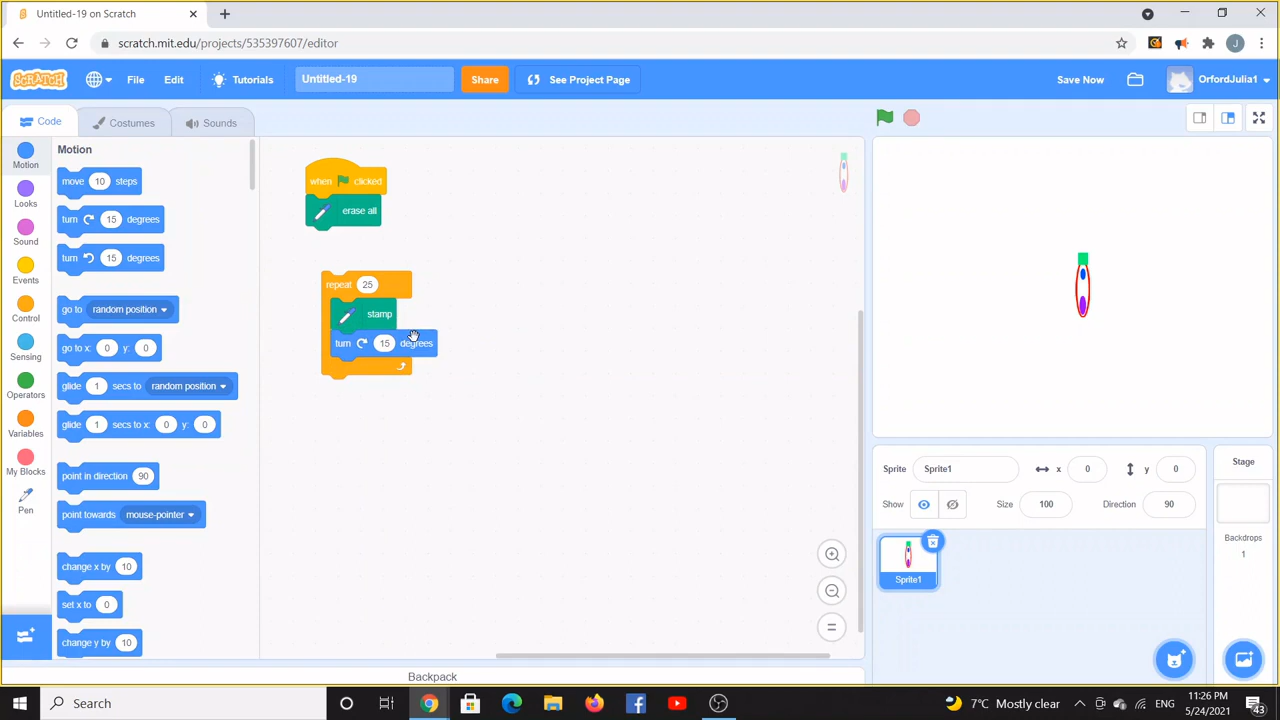 Untitled-19 on Scratch
scratch.mit.edu/projects/535397607/editor
J
SCRATCH
File
Edit
Tutorials
Untitled-19
Share
See Project Page
Save Now
OrfordJulia1
Code
Costumes
Sounds
Motion
Looks
Sound
Events
Control
Sensing
Operators
Variables
My Blocks
Pen
Motion
move 10 steps
turn 15 degrees
turn 15 degrees
go to random position
go to x: 0 y: 0
glide 1 secs to random position
glide 1 secs to x: 0 y: 0
point in direction 90
point towards mouse-pointer
change x by 10
set x to 0
change y by 10
when clicked
erase all
repeat 25
stamp
turn 15 degrees
Backpack
Sprite Sprite1 x 0 y 0
Show Size 100 Direction 90
Sprite1
Stage
Backdrops
1
Search
7°C Mostly clear
ENG
11:26 PM
5/24/2021
43